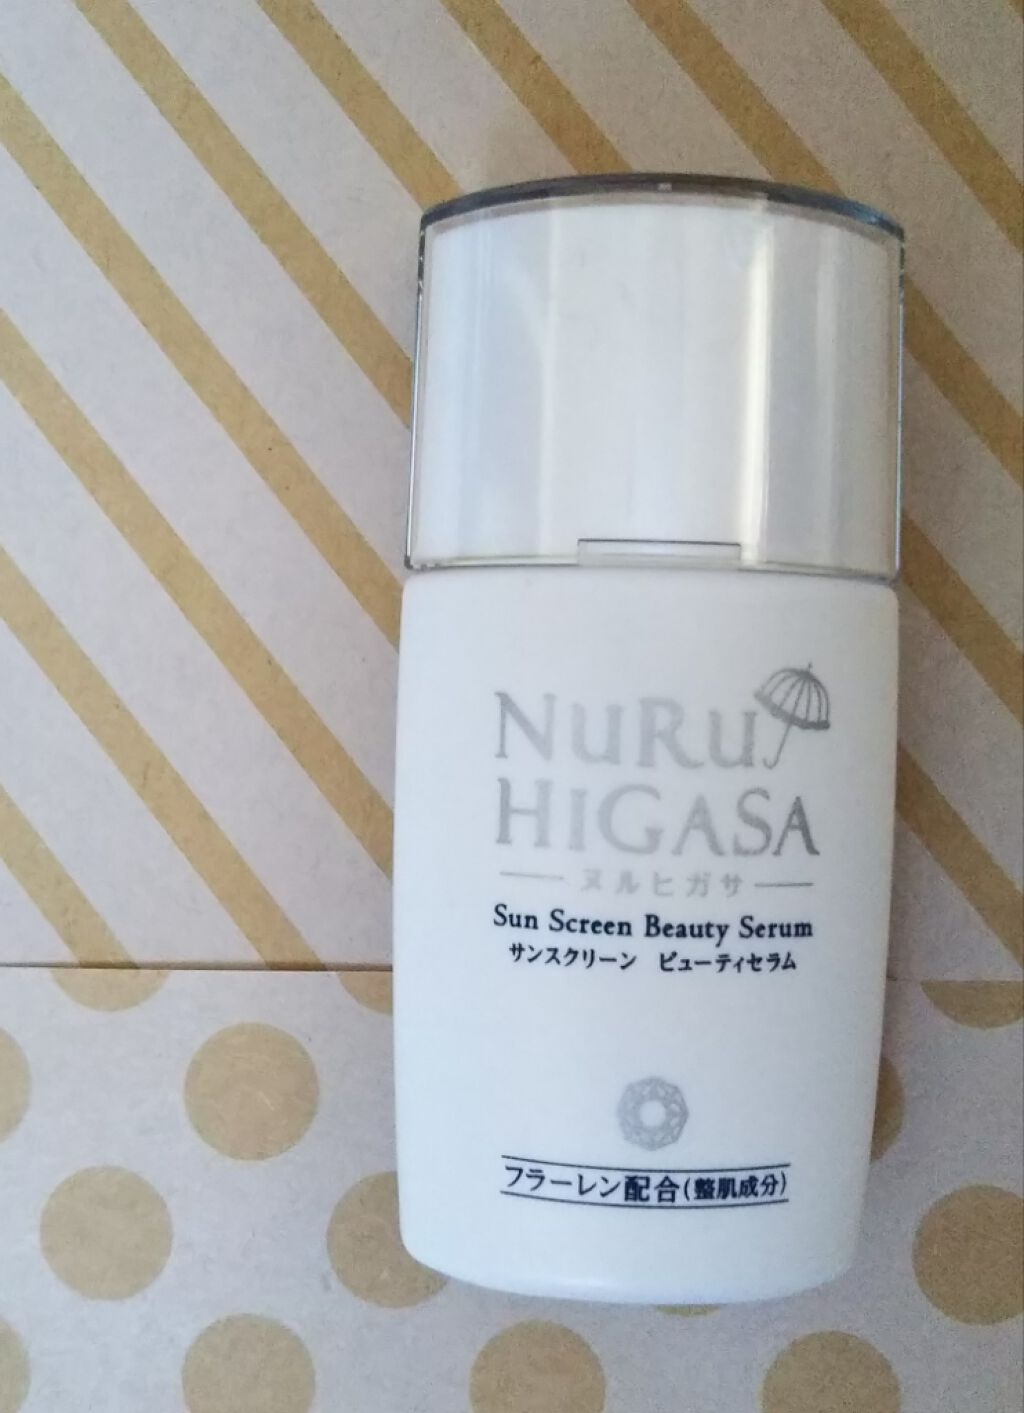 NuRu
HiGASA
ヌルヒガサ
Sun Screen Beauty Serum
サンスクリーン ビューティセラム
フラーレン配合(整肌成分)